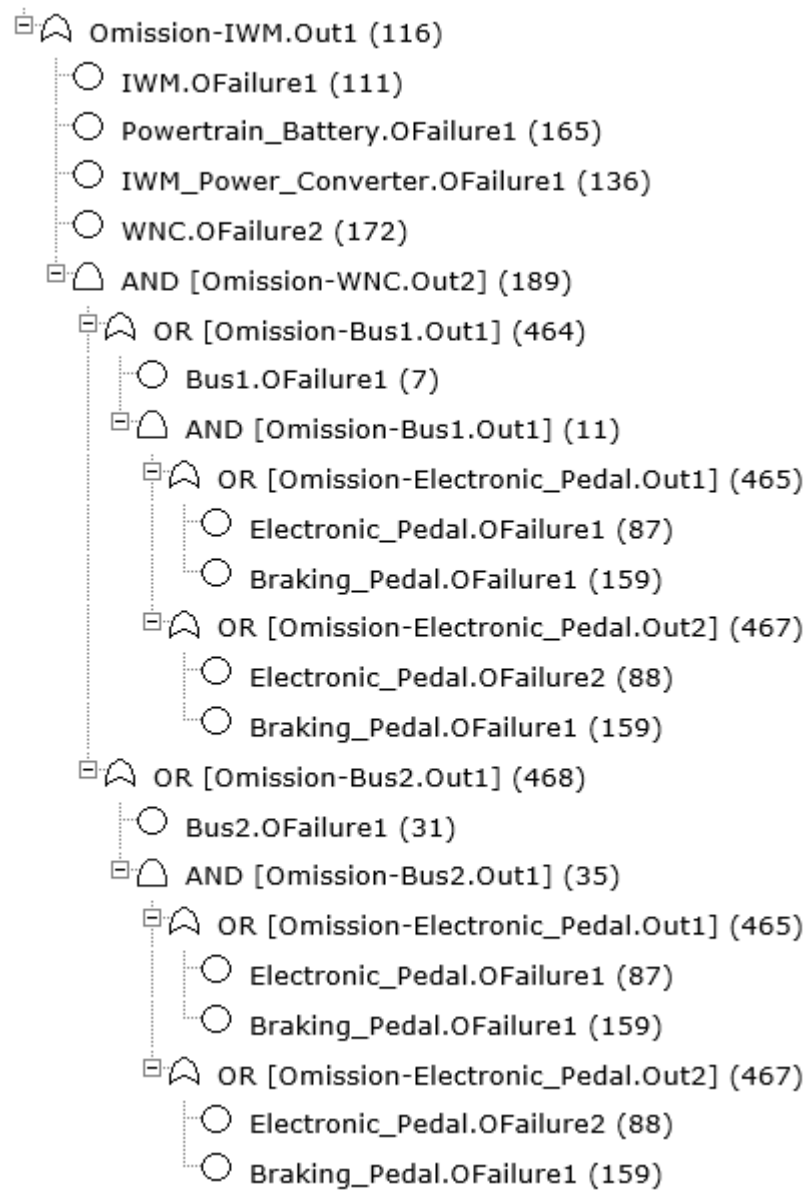 Omission-IWM.Out1 (116)
IWM.OFailure1 (111)
Powertrain_Battery.OFailure1 (165)
IWM_Power_Converter.OFailure1 (136)
WNC.OFailure2 (172)
AND [Omission-WNC.Out2] (189)
OR [Omission-Bus1.Out1] (464)
Bus1.OFailure1 (7)
AND [Omission-Bus1.Out1] (11)
OR [Omission-Electronic_Pedal.Out1] (465)
Electronic_Pedal.OFailure1 (87)
Braking_Pedal.OFailure1 (159)
OR [Omission-Electronic_Pedal.Out2] (467)
Electronic_Pedal.OFailure2 (88)
Braking_Pedal.OFailure1 (159)
OR [Omission-Bus2.Out1] (468)
Bus2.OFailure1 (31)
AND [Omission-Bus2.Out1] (35)
OR [Omission-Electronic_Pedal.Out1] (465)
Electronic_Pedal.OFailure1 (87)
Braking_Pedal.OFailure1 (159)
OR [Omission-Electronic_Pedal.Out2] (467)
Electronic_Pedal.OFailure2 (88)
Braking_Pedal.OFailure1 (159)